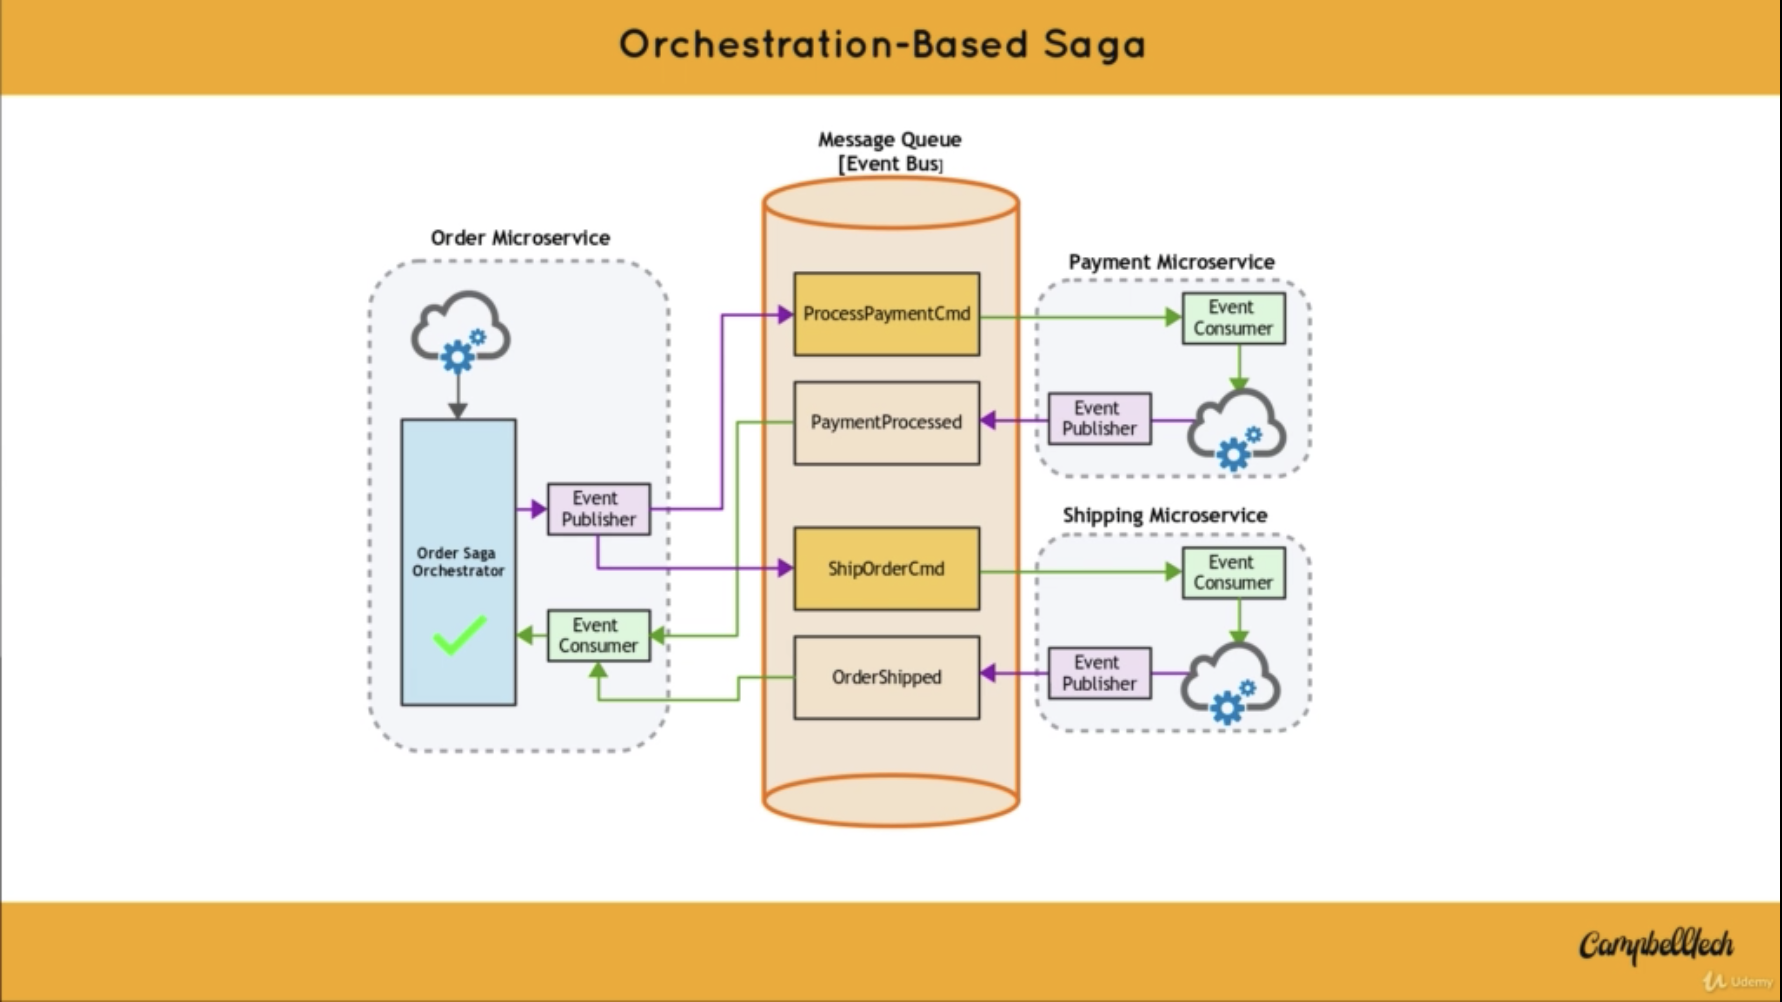 Orchestration-Based Saga
Message Queue
[Event Bus]
Order Microservice
Order Saga
Orchestrator
Event
Publisher
Event
Consumer
ProcessPaymentCmd
PaymentProcessed
ShipOrderCmd
OrderShipped
Payment Microservice
Event
Consumer
Event
Publisher
Shipping Microservice
Event
Consumer
Event
Publisher
Campbelltech
Udemy